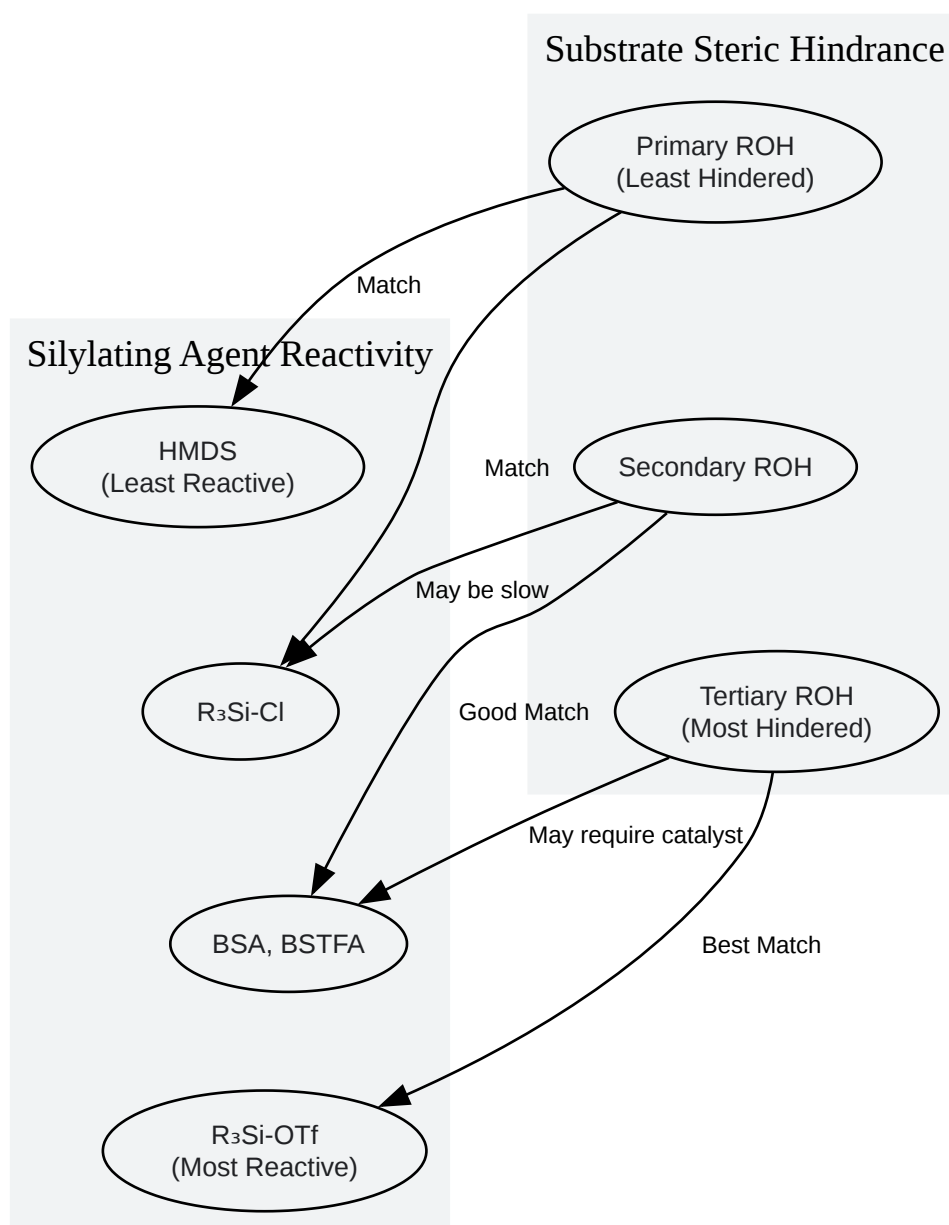 Substrate Steric Hindrance
Primary ROH
(Least Hindered)
Match
Silylating Agent Reactivity
HMDS
(Least Reactive)
Match
Secondary ROH
May be slow
R₃Si-Cl
Good Match
Tertiary ROH
(Most Hindered)
May require catalyst
BSA, BSTFA
Best Match
R₃Si-OTf
(Most Reactive)